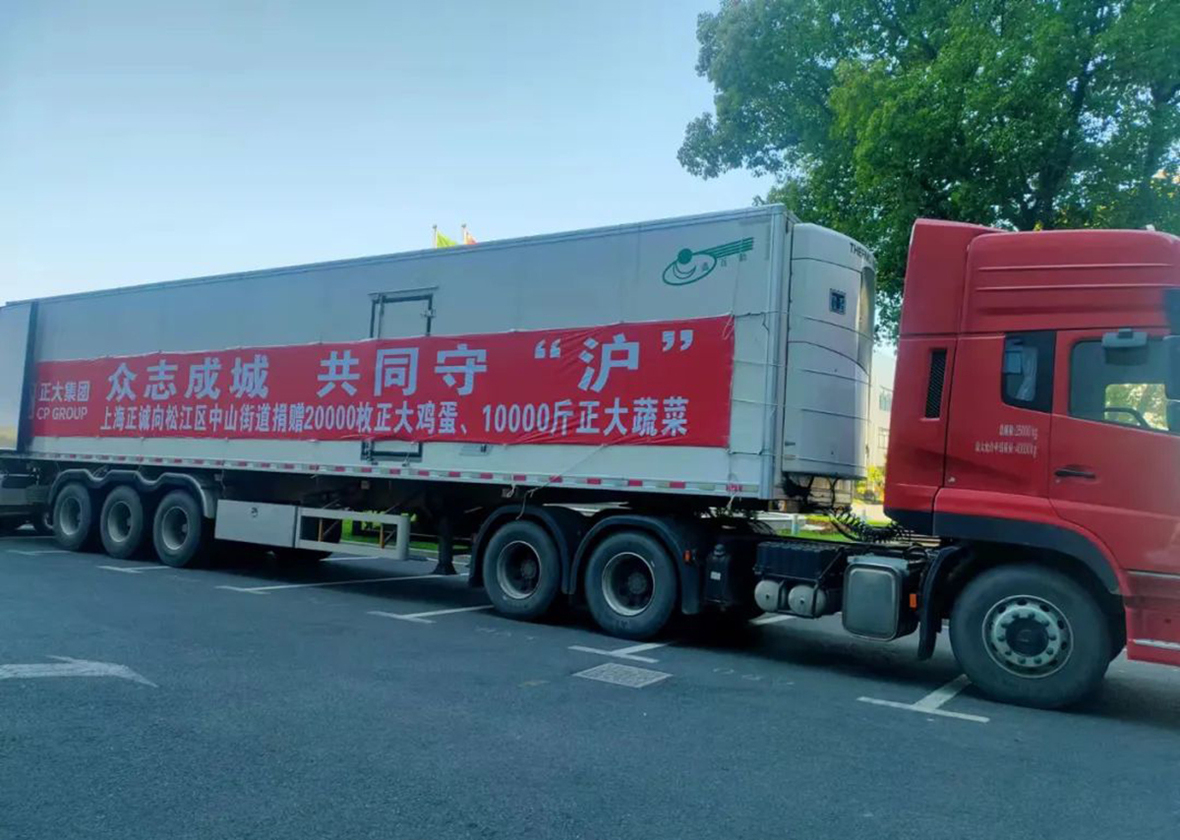 正大集团
CP GROUP
众志成城 共同守“沪”
上海正诚向松江区中山街道捐赠20000枚正大鸡蛋、10000斤正大蔬菜